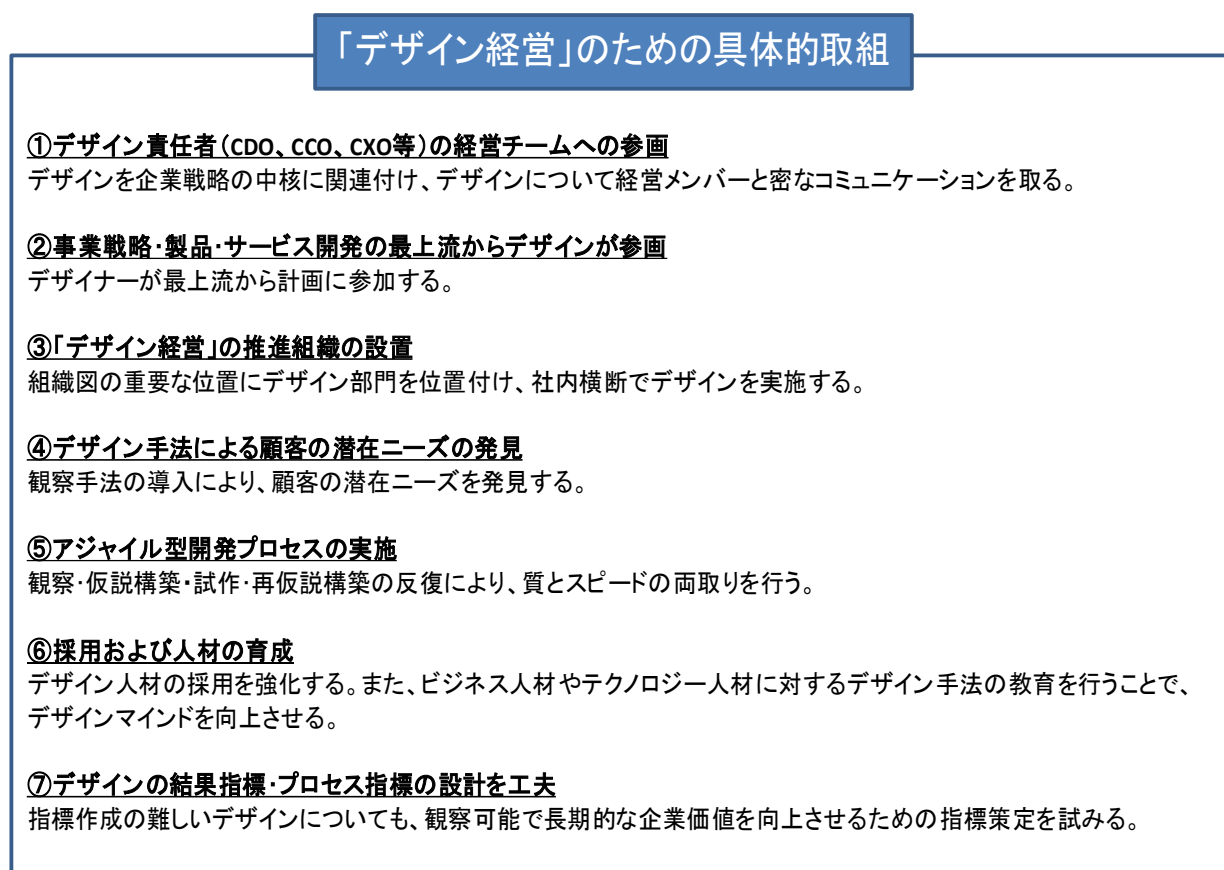 「デザイン経営」のための具体的取組
①デザイン責任者(CDO、CCO、CXO等)の経営チームへの参画
デザインを企業戦略の中核に関連付け、デザインについて経営メンバーと密なコミュニケーションを取る。
②事業戦略・製品・サービス開発の最上流からデザインが参画
デザイナーが最上流から計画に参加する。
③「デザイン経営」の推進組織の設置
組織図の重要な位置にデザイン部門を位置付け、社内横断でデザインを実施する。
④デザイン手法による顧客の潜在ニーズの発見
観察手法の導入により、顧客の潜在ニーズを発見する。
⑤アジャイル型開発プロセスの実施
観察・仮説構築・試作・再仮説構築の反復により、質とスピードの両取りを行う。
⑥採用および人材の育成
デザイン人材の採用を強化する。また、ビジネス人材やテクノロジー人材に対するデザイン手法の教育を行うことで、
デザインマインドを向上させる。
⑦デザインの結果指標・プロセス指標の設計を工夫
指標作成の難しいデザインについても、観察可能で長期的な企業価値を向上させるための指標策定を試みる。